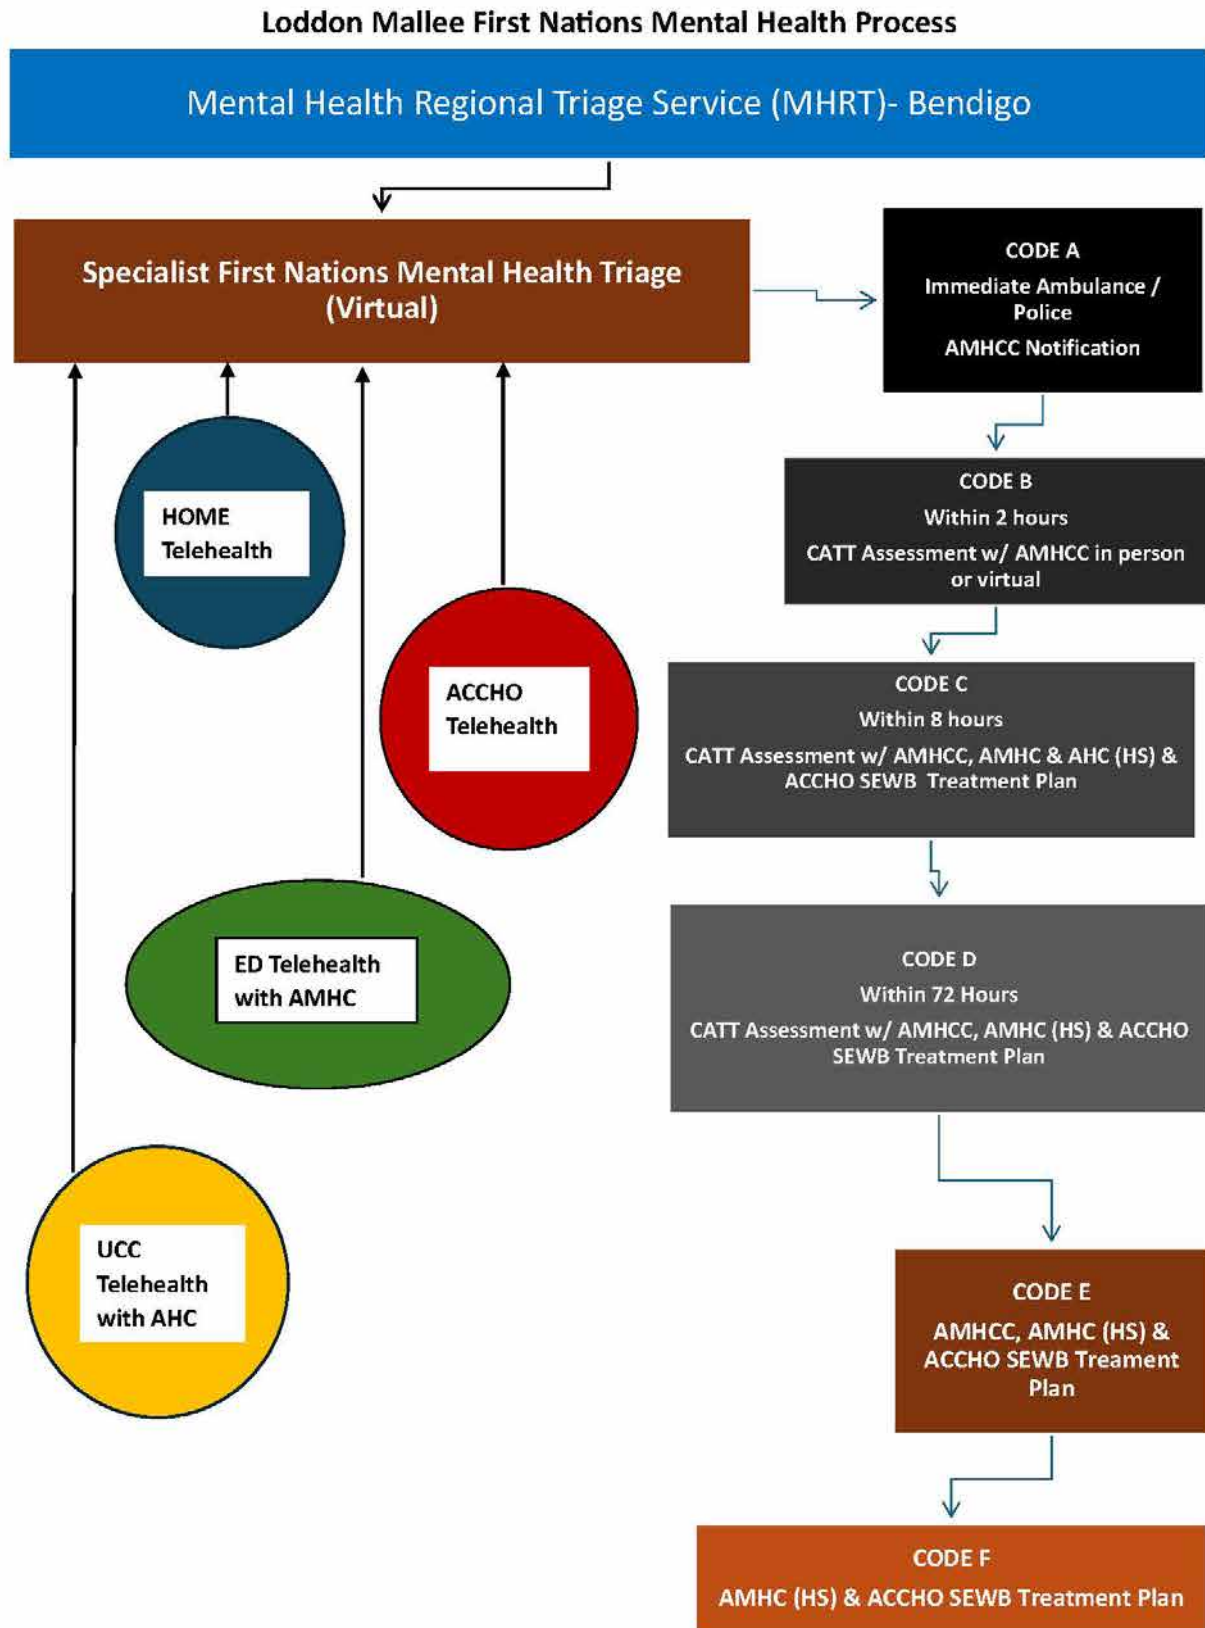 Loddon Mallee First Nations Mental Health Process
Mental Health Regional Triage Service (MHRT)- Bendigo
Specialist First Nations Mental Health Triage
(Virtual)
CODE A
Immediate Ambulance /
Police
AMHCC Notification
HOME
Telehealth
CODE B
Within 2 hours
CATT Assessment w/ AMHCC in person
or virtual
ACCHO
Telehealth
CODE C
Within 8 hours
CATT Assessment w/ AMHCC, AMHC & AHC (HS) &
ACCHO SEWB Treatment Plan
ED Telehealth
with AMHC
CODE D
Within 72 Hours
CATT Assessment w/ AMHCC, AMHC (HS) & ACCHO
SEWB Treatment Plan
UCC
Telehealth
with AHC
CODE E
AMHCC, AMHC (HS) &
ACCHO SEWB Treament
Plan
CODE F
AMHC (HS) & ACCHO SEWB Treatment Plan